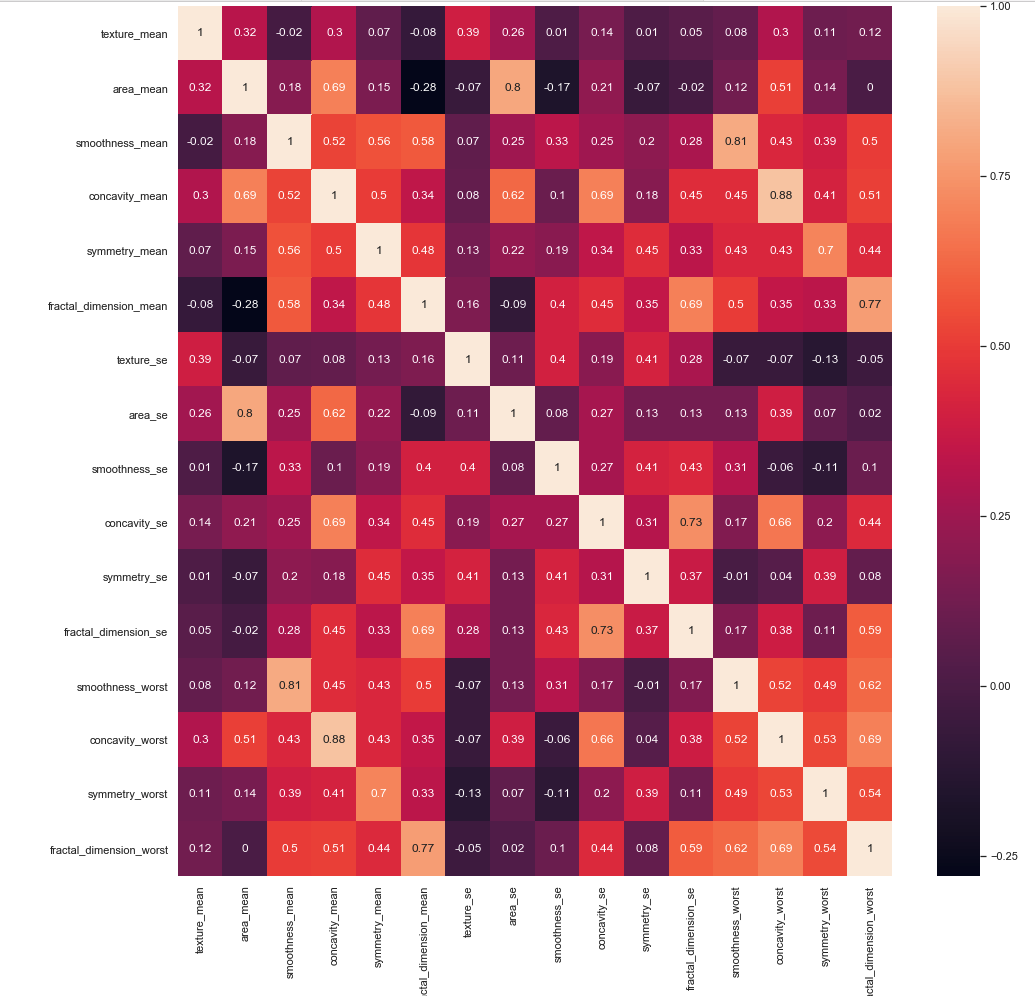 texture_mean 1 0.32 -0.02 0.3 0.07 -0.08 0.39 0.26 0.01 0.14 0.01 0.05 0.08 0.3 0.11 0.12
area_mean 0.32 1 0.18 0.69 0.15 -0.28 -0.07 0.8 -0.17 0.21 -0.07 -0.02 0.12 0.51 0.14 0
smoothness_mean -0.02 0.18 1 0.52 0.56 0.58 0.07 0.25 0.33 0.25 0.2 0.28 0.81 0.43 0.39 0.5
concavity_mean 0.3 0.69 0.52 1 0.5 0.34 0.08 0.62 0.1 0.69 0.18 0.45 0.45 0.88 0.41 0.51
symmetry_mean 0.07 0.15 0.56 0.5 1 0.48 0.13 0.22 0.19 0.34 0.45 0.33 0.43 0.43 0.7 0.44
fractal_dimension_mean -0.08 -0.28 0.58 0.34 0.48 1 0.16 -0.09 0.4 0.45 0.35 0.69 0.5 0.35 0.33 0.77
texture_se 0.39 -0.07 0.07 0.08 0.13 0.16 1 0.11 0.4 0.19 0.41 0.28 -0.07 -0.07 -0.13 -0.05
area_se 0.26 0.8 0.25 0.62 0.22 -0.09 0.11 1 0.08 0.27 0.13 0.13 0.13 0.39 0.07 0.02
smoothness_se 0.01 -0.17 0.33 0.1 0.19 0.4 0.4 0.08 1 0.27 0.41 0.43 0.31 -0.06 -0.11 0.1
concavity_se 0.14 0.21 0.25 0.69 0.34 0.45 0.19 0.27 0.27 1 0.31 0.73 0.17 0.66 0.2 0.44
symmetry_se 0.01 -0.07 0.2 0.18 0.45 0.35 0.41 0.13 0.41 0.31 1 0.37 -0.01 0.04 0.39 0.08
fractal_dimension_se 0.05 -0.02 0.28 0.45 0.33 0.69 0.28 0.13 0.43 0.73 0.37 1 0.17 0.38 0.11 0.59
smoothness_worst 0.08 0.12 0.81 0.45 0.43 0.5 -0.07 0.13 0.31 0.17 -0.01 0.17 1 0.52 0.49 0.62
concavity_worst 0.3 0.51 0.43 0.88 0.43 0.35 -0.07 0.39 -0.06 0.66 0.04 0.38 0.52 1 0.53 0.69
symmetry_worst 0.11 0.14 0.39 0.41 0.7 0.33 -0.13 0.07 -0.11 0.2 0.39 0.11 0.49 0.53 1 0.54
fractal_dimension_worst 0.12 0 0.5 0.51 0.44 0.77 -0.05 0.02 0.1 0.44 0.08 0.59 0.62 0.69 0.54 1
texture_mean
area_mean
smoothness_mean
concavity_mean
symmetry_mean
ctal_dimension_mean
texture_se
area_se
smoothness_se
concavity_se
symmetry_se
fractal_dimension_se
smoothness_worst
concavity_worst
symmetry_worst
ctal_dimension_worst
1.00
0.75
0.50
0.25
0.00
−0.25